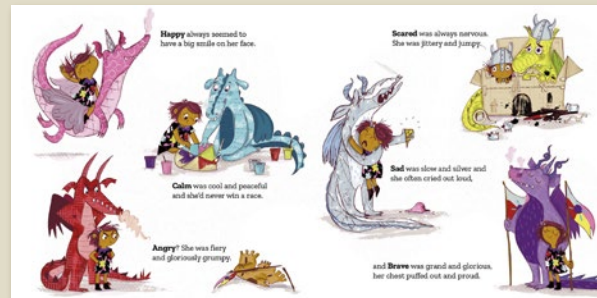 Happy always seemed to
have a big smile on her face.
Calm was cool and peaceful
and she'd never win a race.
Angry? She was fiery
and gloriously grumpy.
Scared was always nervous.
She was jittery and jumpy.
Sad was slow and silver and
she often cried out loud,
and Brave was grand and glorious,
her chest puffed out and proud.